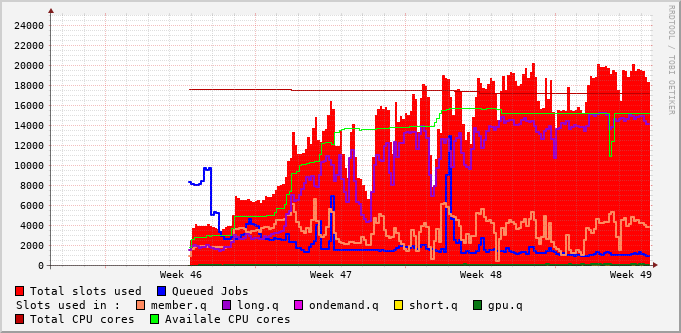 RRDTOOL / TOBI OETIKER
24000
22000
20000
18000
16000
14000
12000
10000
8000
6000
4000
2000
0
Week 46 Week 47 Week 48 Week 49
Total slots used Queued Jobs
Slots used in : member.q long.q ondemand.q short.q gpu.q
Total CPU cores Availale CPU cores